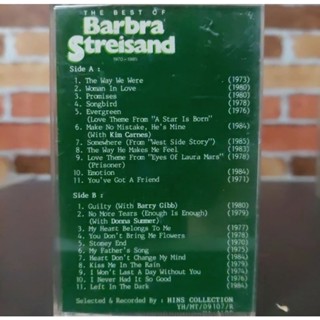 THE BEST OF
Barbra
Streisand
Side A :
1. The Way We Were (1973)
2. Woman In Love (1980)
3. Promises (1980)
4. Songbird (1978)
5. Evergreen (1976)
(Love Theme From "A Star Is Born"
6. Make No Mistake, He's Mine (1984)
(With Kim Carnes)
7. Somewhere (From "West Side Story") (1985)
8. The Way He Makes Me Feel (1983)
9. Love Theme From "Eyes Of Laura Mars" (1978)
(Prisoner)
10. Emotion (1984)
11. You've Got A Friend (1971)
Side B :
1. Guilty (With Barry Gibb) (1980)
2. No More Tears (Enough Is Enough) (1979)
(With Donna Summer)
3. My Heart Belongs To Me (1977)
4. You Don't Bring Me Flowers (1978)
5. Stoney End (1970)
6. My Father's Song (1975)
7. Heart Don't Change My Mind (1984)
8. Kiss Me In The Rain (1979)
9. I Won't Last A Day Without You (1974)
10. I Never Had It So Good (1976)
11. Left In The Dark (1984)
Selected & Recorded By : HINS COLLECTION